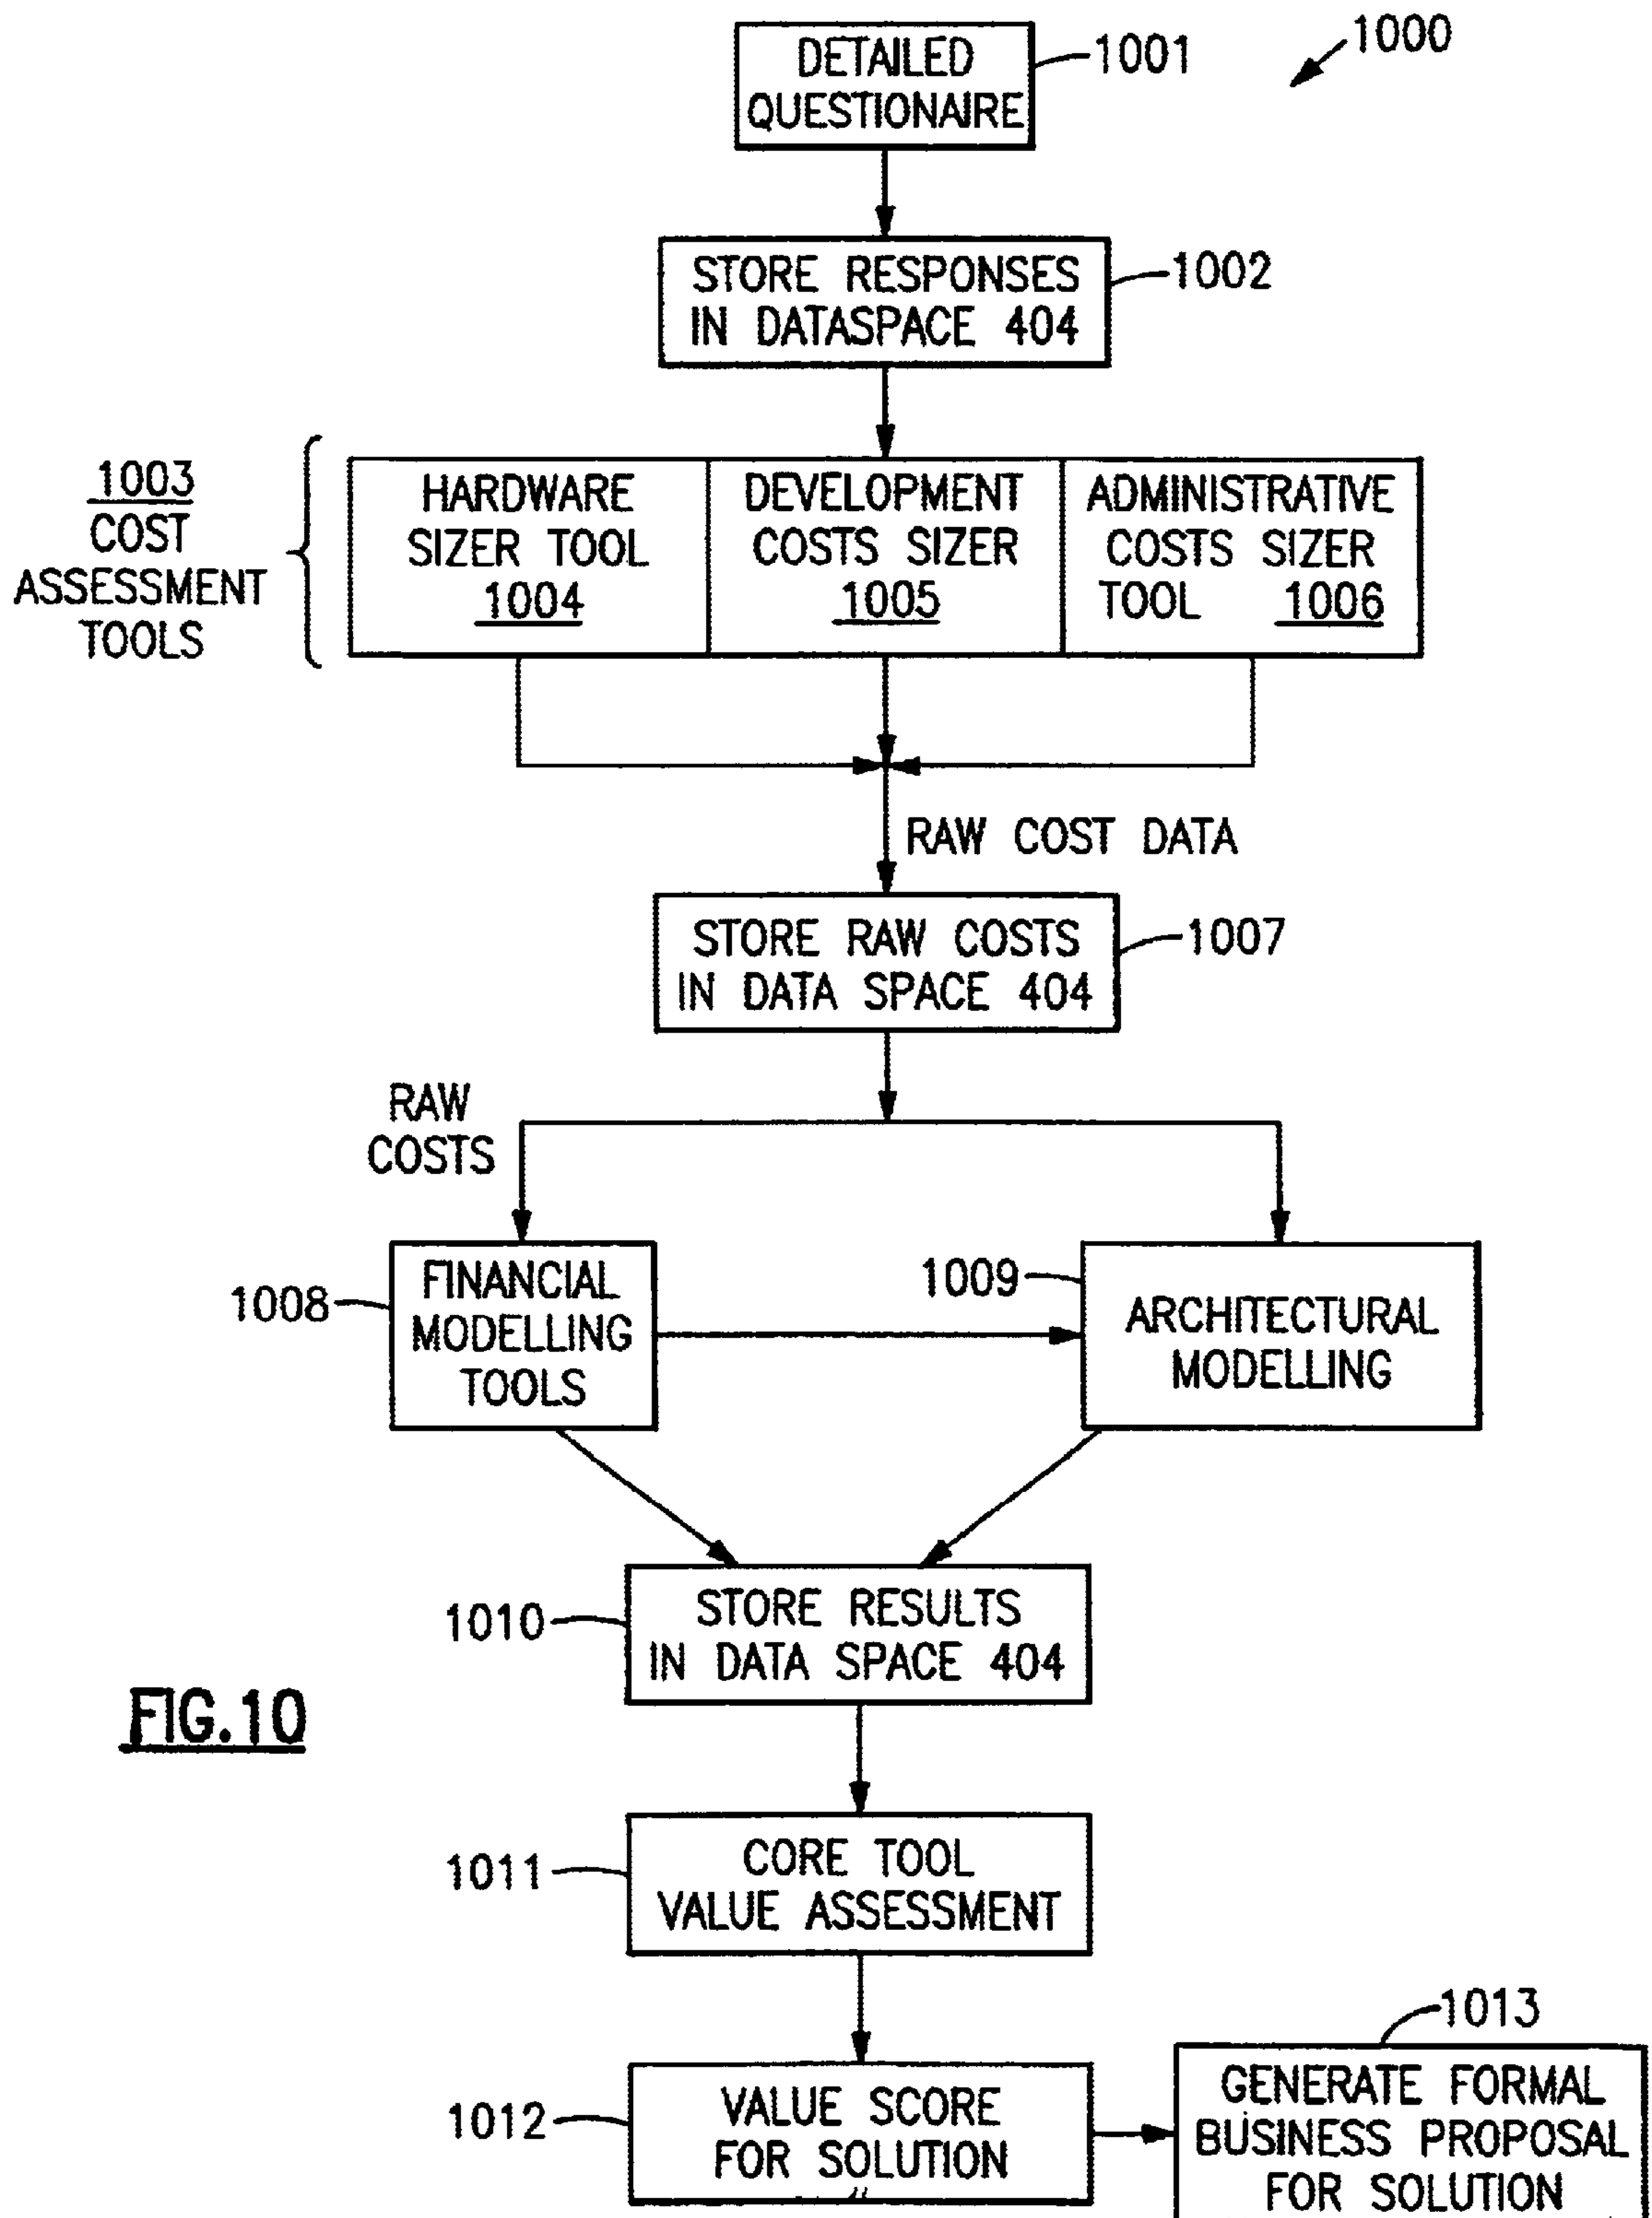 1000
DETAILED
QUESTIONAIRE
1001
STORE RESPONSES
IN DATASPACE 404
1002
1003
COST
ASSESSMENT
TOOLS
HARDWARE
SIZER TOOL
1004
DEVELOPMENT
COSTS SIZER
1005
ADMINISTRATIVE
COSTS SIZER
TOOL 1006
RAW COST DATA
STORE RAW COSTS
IN DATA SPACE 404
1007
RAW
COSTS
1008
FINANCIAL
MODELLING
TOOLS
1009
ARCHITECTURAL
MODELLING
1010
STORE RESULTS
IN DATA SPACE 404
FIG.10
1011
CORE TOOL
VALUE ASSESSMENT
1012
VALUE SCORE
FOR SOLUTION
1013
GENERATE FORMAL
BUSINESS PROPOSAL
FOR SOLUTION